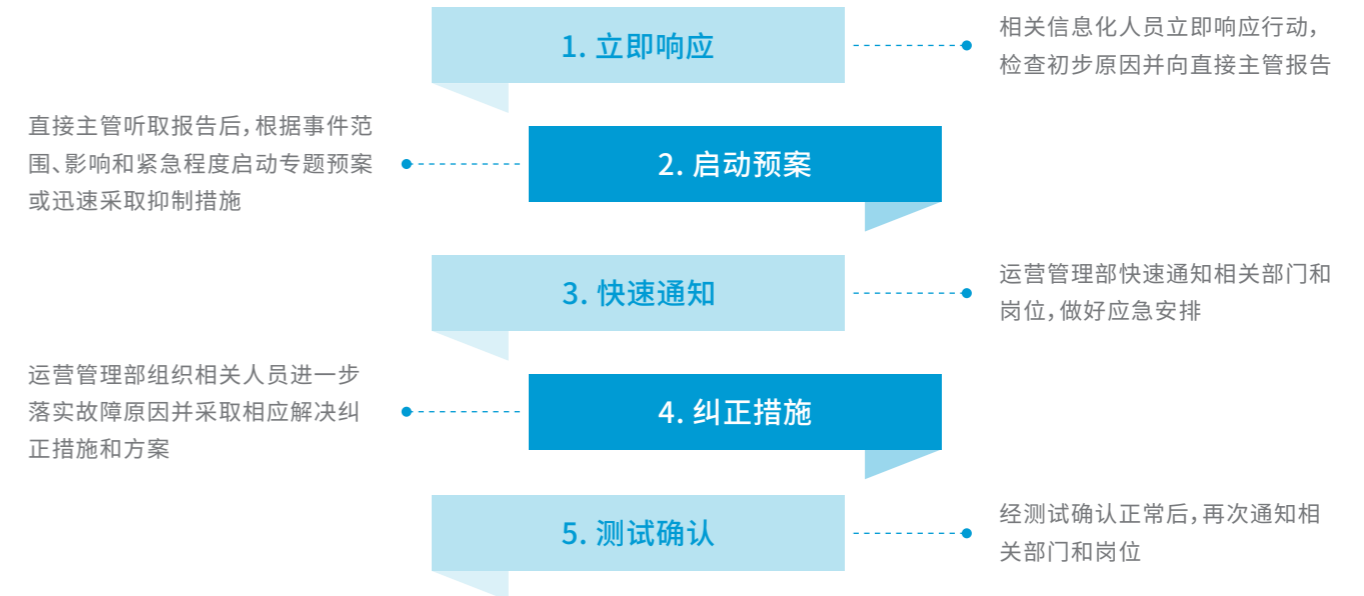 1. 立即响应
相关信息化人员立即响应行动，
检查初步原因并向直接主管报告
直接主管听取报告后，根据事件范
围、影响和紧急程度启动专题预案
或迅速采取抑制措施
2. 启动预案
3. 快速通知
运营管理部快速通知相关部门和
岗位，做好应急安排
运营管理部组织相关人员进一步
落实故障原因并采取相应解决纠
正措施和方案
4. 纠正措施
5. 测试确认
经测试确认正常后，再次通知相
关部门和岗位